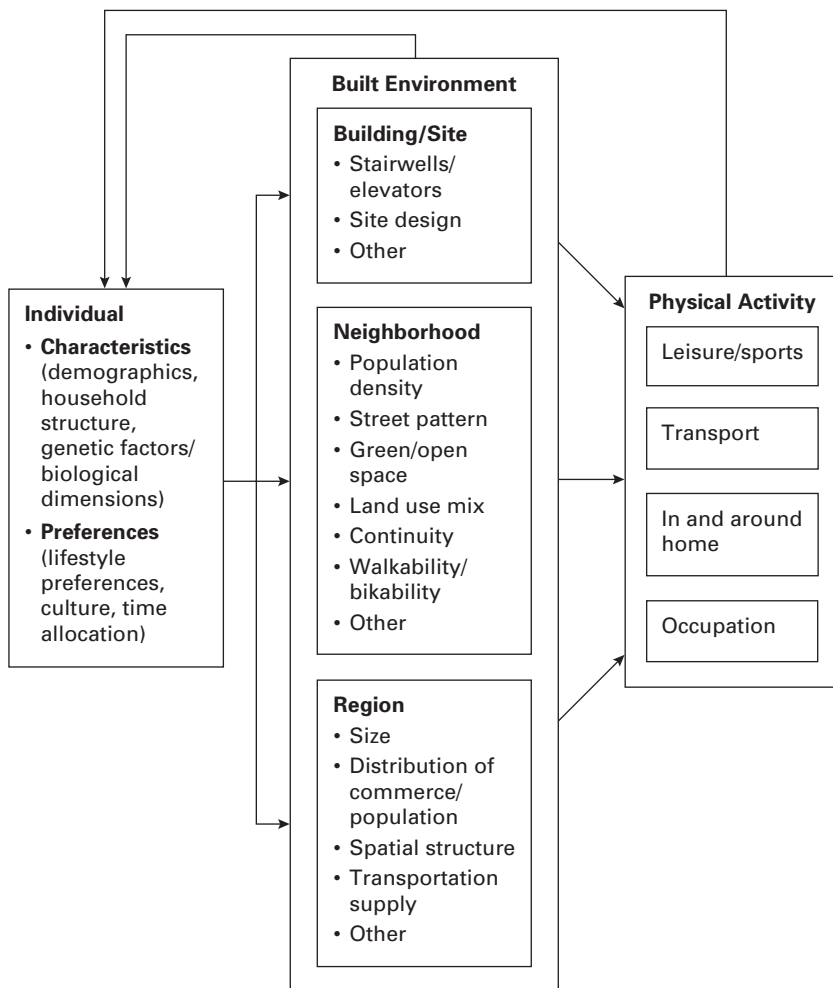 Built Environment
Building/Site
• Stairwells/
elevators
• Site design
• Other
Individual
• Characteristics
(demographics,
household
structure,
genetic factors/
biological
dimensions)
• Preferences
(lifestyle
preferences,
culture, time
allocation)
Neighborhood
• Population
density
• Street pattern
• Green/open
space
• Land use mix
• Continuity
• Walkability/
bikability
• Other
Region
• Size
• Distribution of
commerce/
population
• Spatial structure
• Transportation
supply
• Other
Physical Activity
Leisure/sports
Transport
In and around
home
Occupation